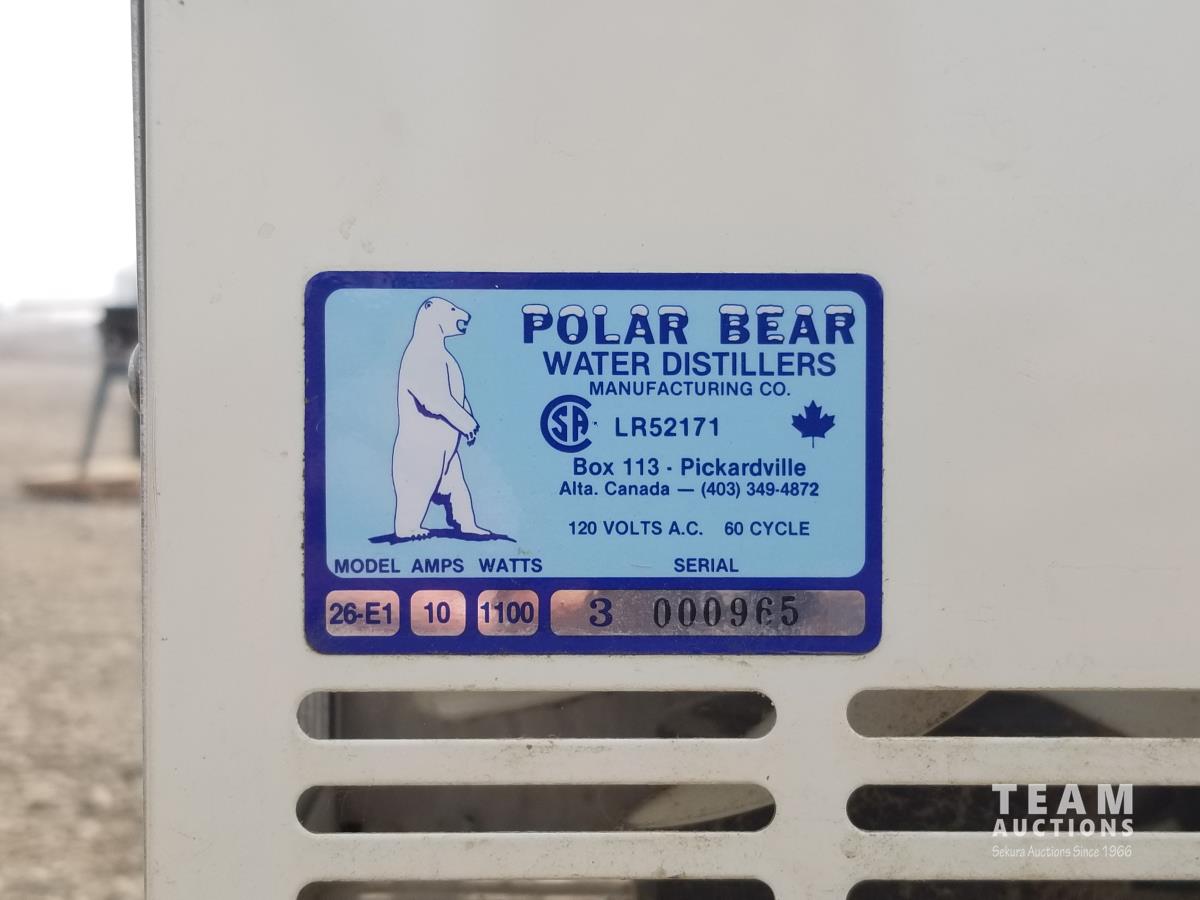 POLAR BEAR
WATER DISTILLERS
MANUFACTURING CO.
CSA LR52171
Box 113 - Pickardville
Alta. Canada — (403) 349-4872
120 VOLTS A.C. 60 CYCLE
MODEL AMPS WATTS SERIAL
26-E1 10 1100 3 000965
TEAM
AUCTIONS
Sekura Auctions Since 1966